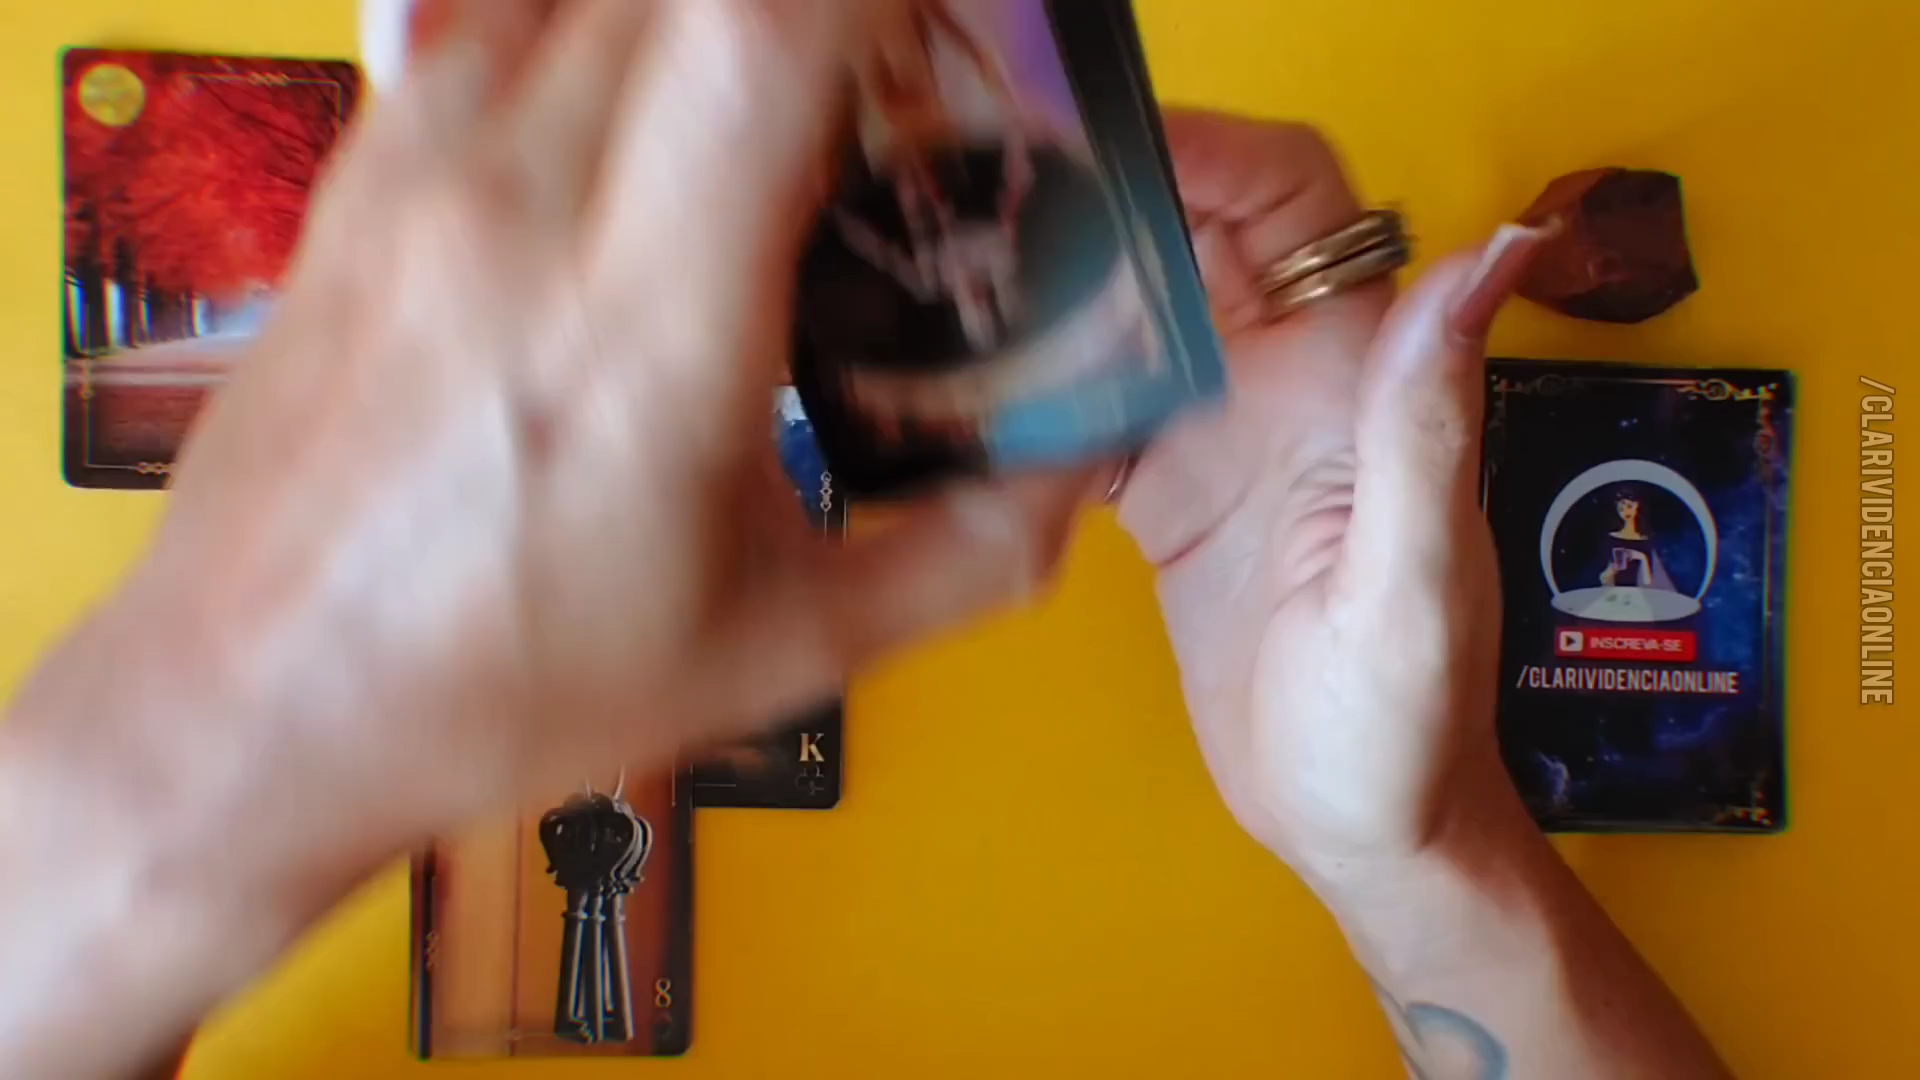 K
8
INSCREVA-SE
/CLARIVIDENCIAONLINE
/CLARIVIDENCIAONLINE